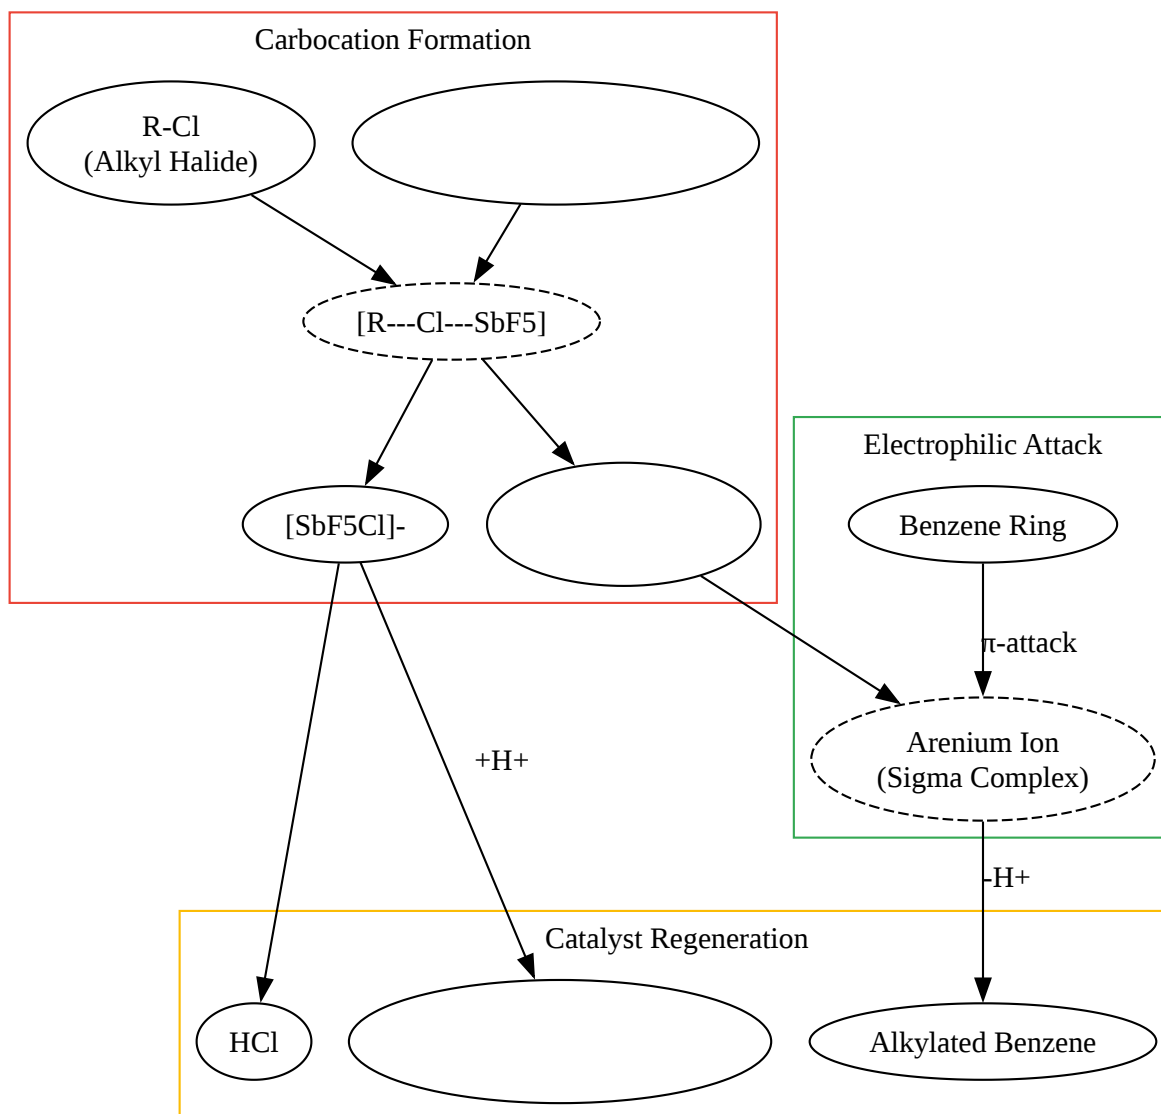 Carbocation Formation
R-Cl
(Alkyl Halide)
[R---Cl---SbF5]
[SbF5Cl]-
Electrophilic Attack
Benzene Ring
π-attack
Arenium Ion
(Sigma Complex)
+H+
-H+
Catalyst Regeneration
HCl
Alkylated Benzene